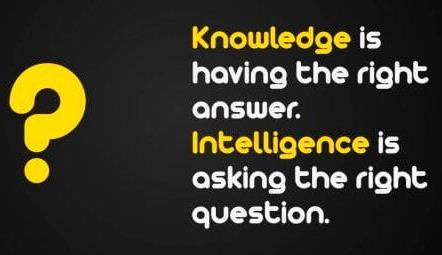 Knowledge is
having the right
answer.
Intelligence is
asking the right
question.